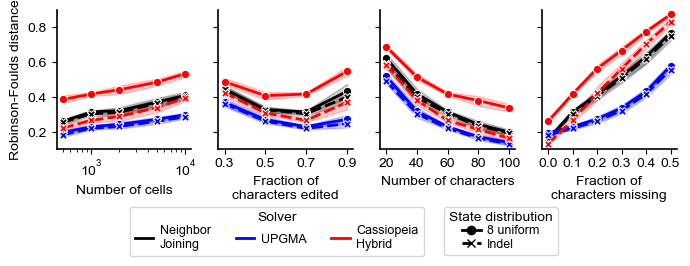 Robinson–Foulds distance
0.8
0.6
0.4
0.2
10³
10⁴
Number of cells
0.3
0.5
0.7
0.9
Fraction of
characters edited
20
40
60
80
100
Number of characters
0.0
0.1
0.2
0.3
0.4
0.5
Fraction of
characters missing
Solver
Neighbor
Joining
UPGMA
Cassiopeia
Hybrid
State distribution
8 uniform
Indel